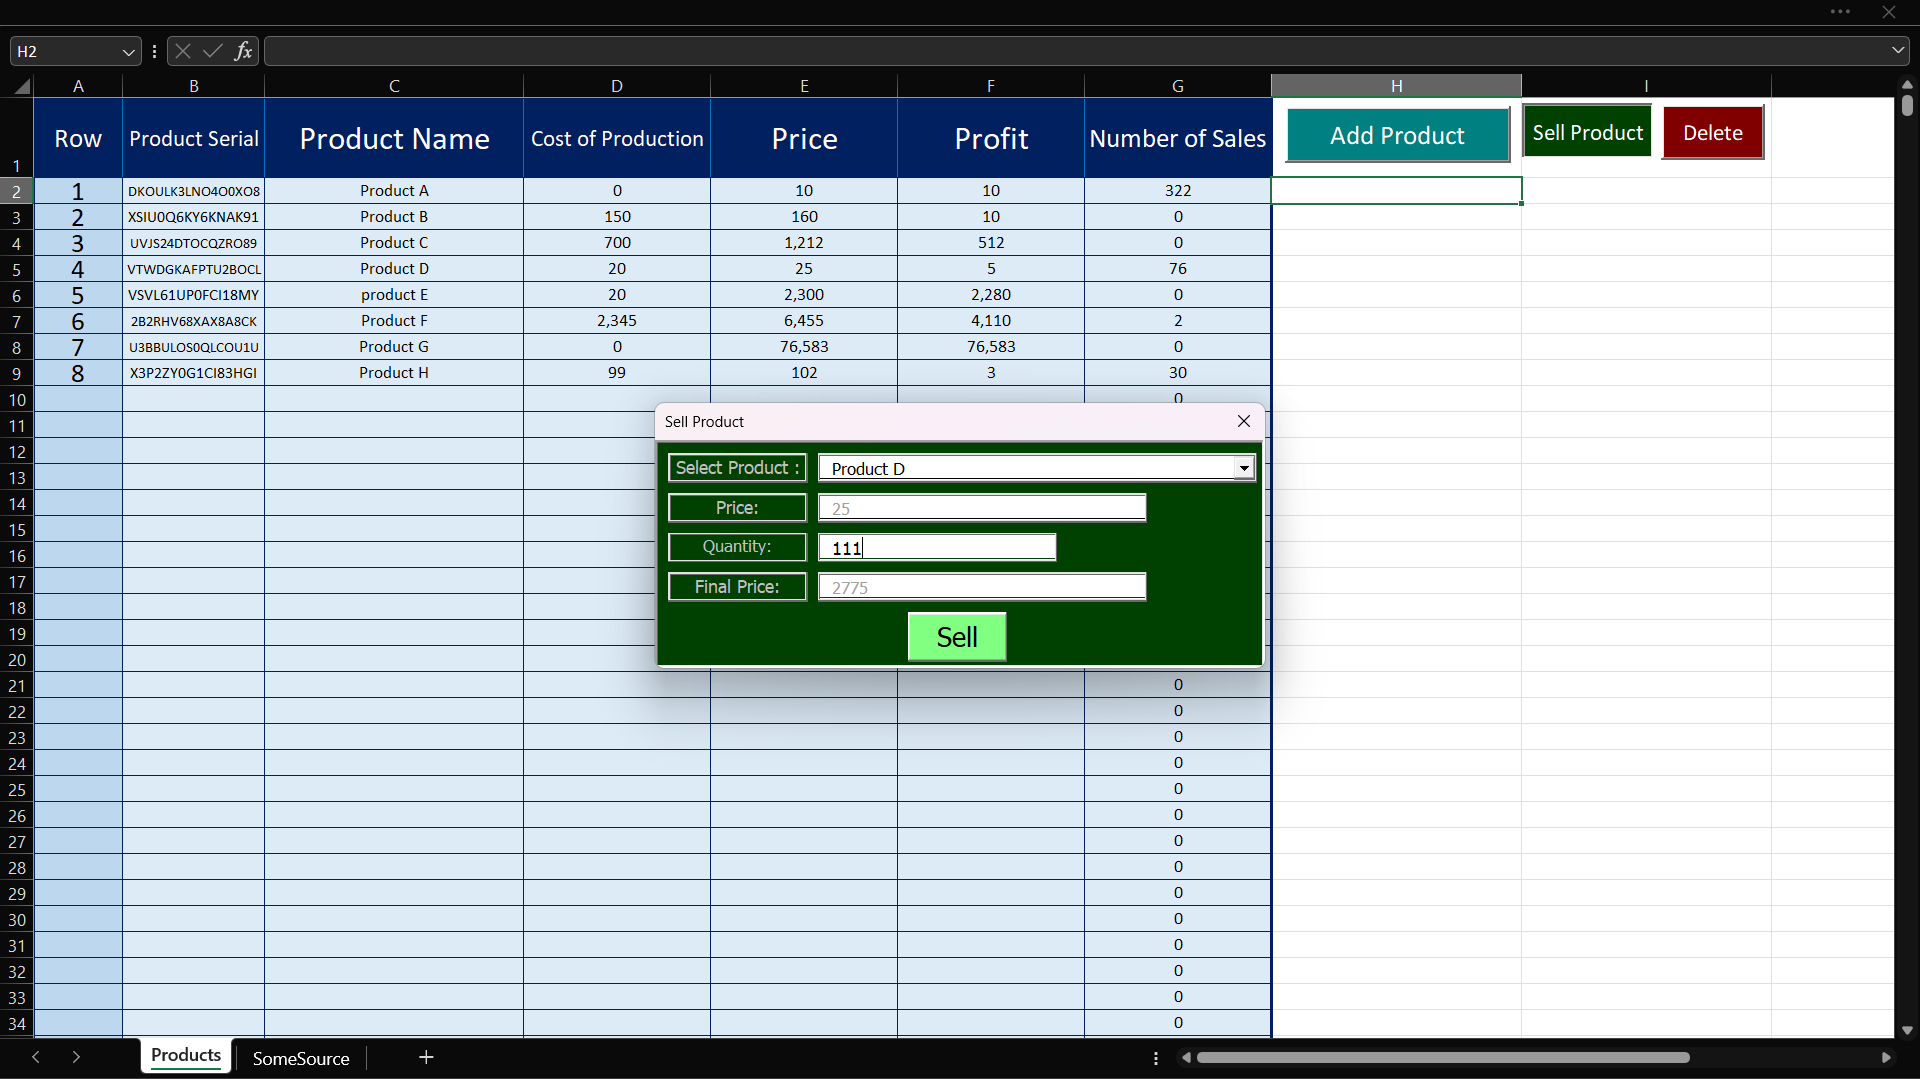 H2
fx
A B C D E F G H I
1 Row Product Serial Product Name Cost of Production Price Profit Number of Sales Add Product Sell Product Delete
2 1 DKOULK3LNO4O0XO8 Product A 0 10 10 322
3 2 XSIU0Q6KY6KNAK91 Product B 150 160 10 0
4 3 UVJS24DTOCQZRO89 Product C 700 1,212 512 0
5 4 VTWDGKAFPTU2BOCL Product D 20 25 5 76
6 5 VSVL61UP0FCI18MY product E 20 2,300 2,280 0
7 6 2B2RHV68XAX8A8CK Product F 2,345 6,455 4,110 2
8 7 U3BBULOS0QLCOU1U Product G 0 76,583 76,583 0
9 8 X3P2ZY0G1CI83HGI Product H 99 102 3 30
10 0
11
12
13
14
15
16
17
18
19
20
Sell Product
Select Product : Product D
Price: 25
Quantity: 111
Final Price: 2775
Sell
21 0
22 0
23 0
24 0
25 0
26 0
27 0
28 0
29 0
30 0
31 0
32 0
33 0
34 0
Products SomeSource